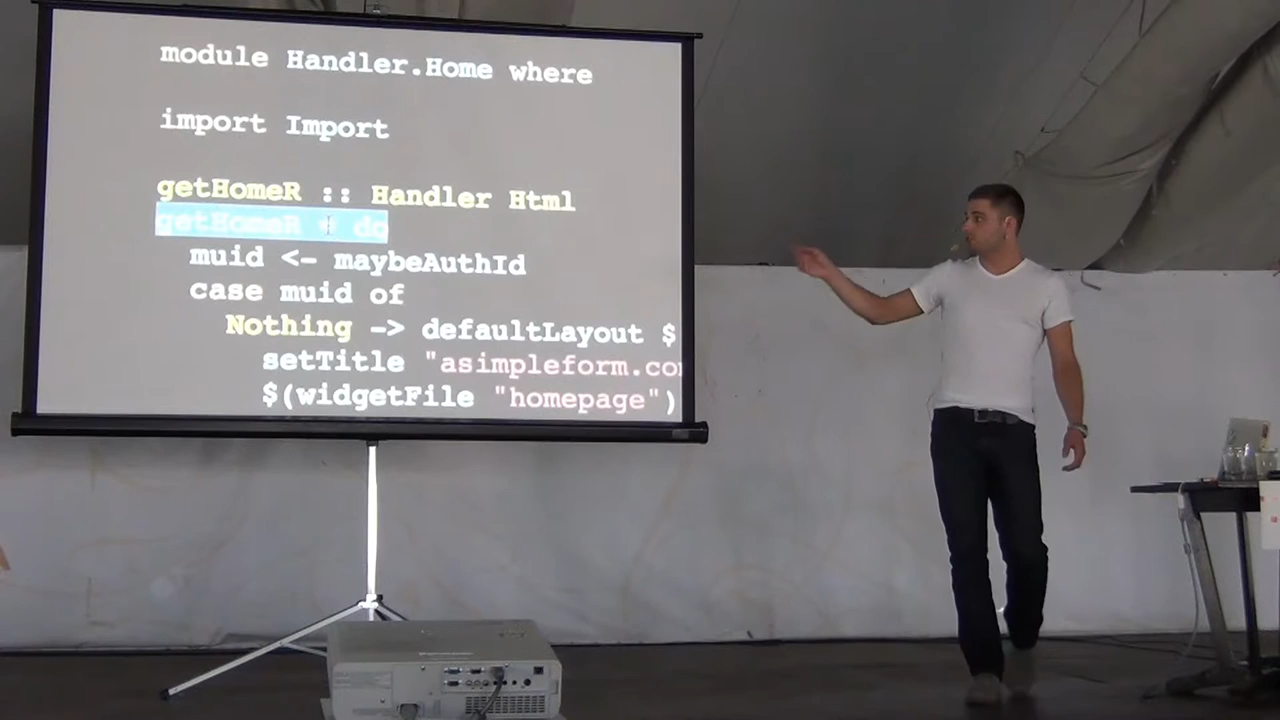 module Handler.Home where
import Import
getHomeR :: Handler Html
getHomeR = do
muid <- maybeAuthId
case muid of
Nothing -> defaultLayout $
setTitle "asimpleform.co
$(widgetFile "homepage")